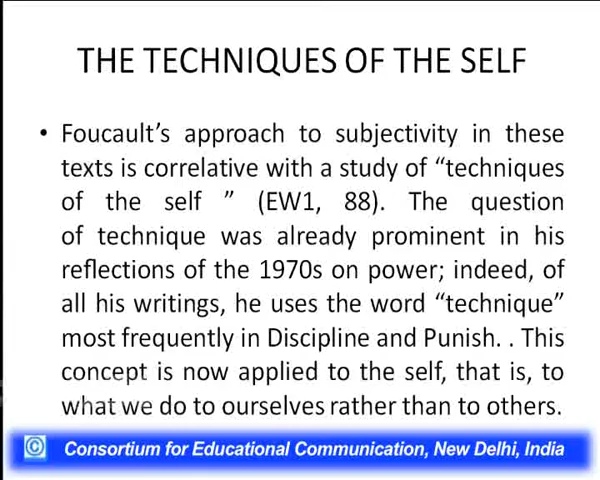 THE TECHNIQUES OF THE SELF
• Foucault's approach to subjectivity in these
texts is correlative with a study of “techniques
of the self ” (EW1, 88). The question
of technique was already prominent in his
reflections of the 1970s on power; indeed, of
all his writings, he uses the word “technique”
most frequently in Discipline and Punish. . This
concept is now applied to the self, that is, to
what we do to ourselves rather than to others.
© Consortium for Educational Communication, New Delhi, India